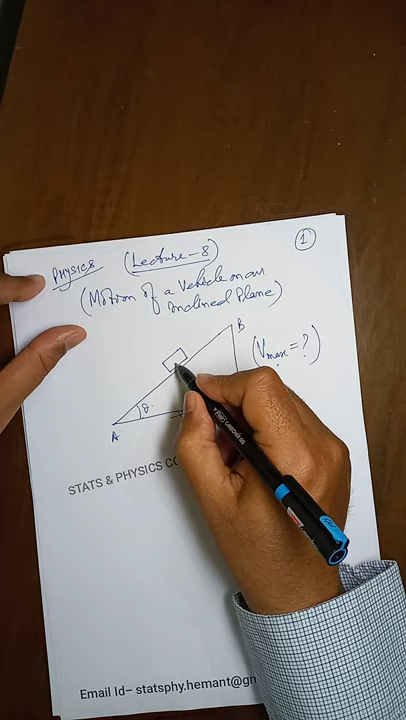 PHYSICS (Lecture-8) 1
(Motion of a Vehicle on an
Inclined Plane)
B
(Vmax=?)
θ
A
STATS & PHYSICS CO
Email Id– statsphy.hemant@gm